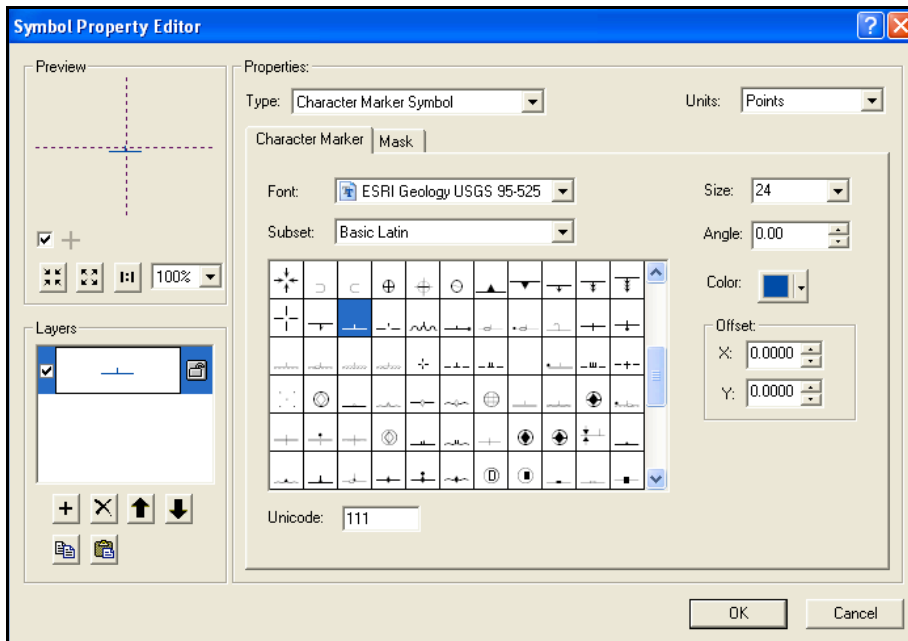 Symbol Property Editor
Preview
100%
Layers
Properties:
Type: Character Marker Symbol
Units: Points
Character Marker
Mask
Font: ESRI Geology USGS 95-525
Size: 24
Subset: Basic Latin
Angle: 0.00
Color:
Offset:
X: 0.0000
Y: 0.0000
Unicode: 111
OK
Cancel